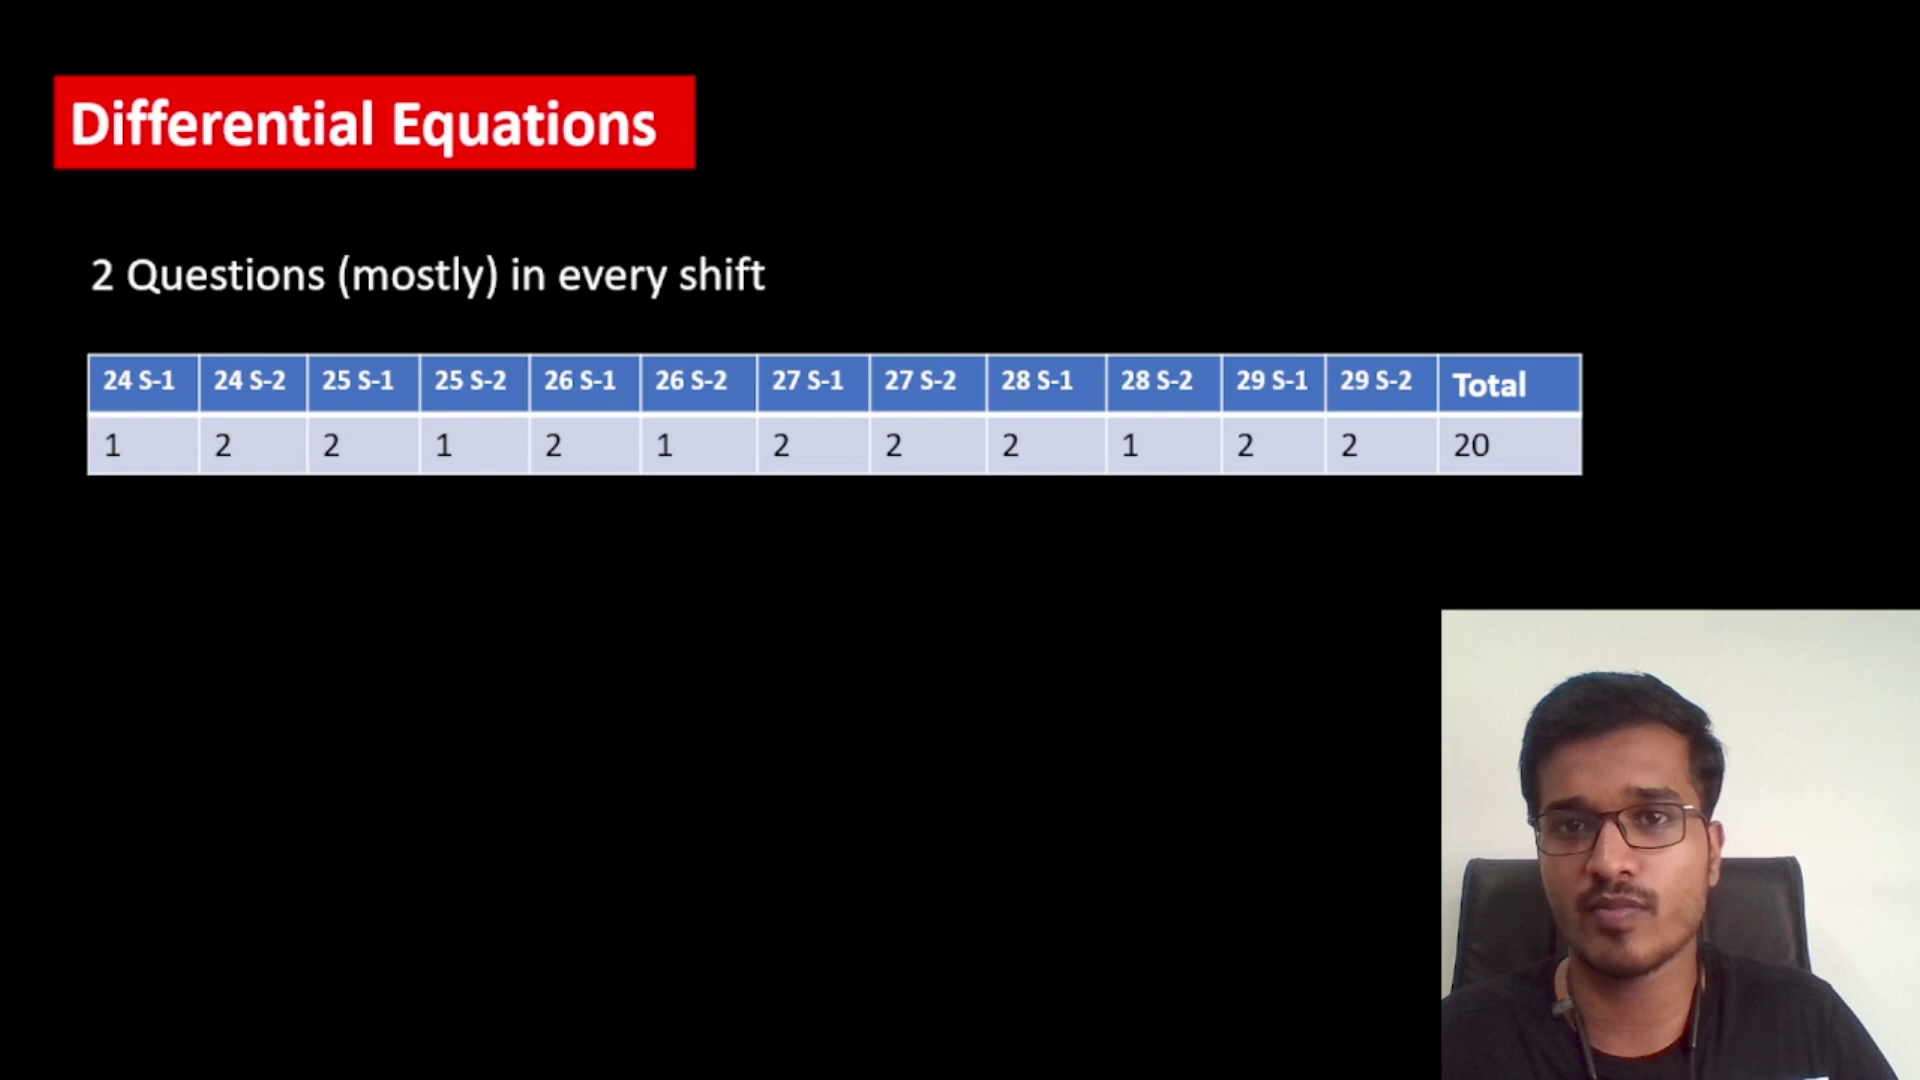 Differential Equations
2 Questions (mostly) in every shift
24 S-1 24 S-2 25 S-1 25 S-2 26 S-1 26 S-2 27 S-1 27 S-2 28 S-1 28 S-2 29 S-1 29 S-2 Total
1 2 2 1 2 1 2 2 2 1 2 2 20